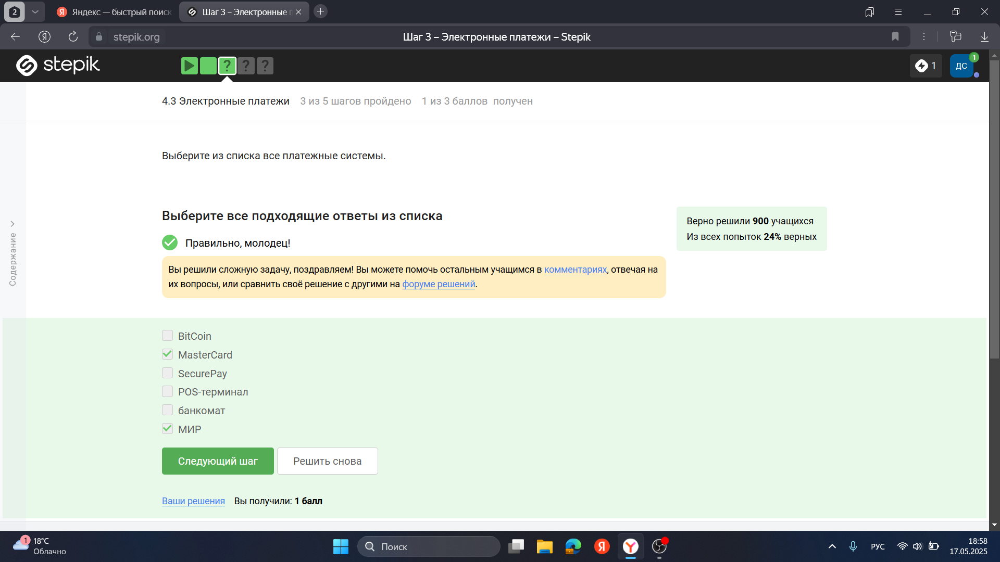 2
Яндекс — быстрый поиск
Шаг 3 – Электронные п
stepik.org
Шаг 3 – Электронные платежи – Stepik
stepik
? ? ?
1
ДС
1
4.3 Электронные платежи 3 из 5 шагов пройдено 1 из 3 баллов получен
Содержание
Выберите из списка все платежные системы.
Выберите все подходящие ответы из списка
Правильно, молодец!
Верно решили 900 учащихся
Из всех попыток 24% верных
Вы решили сложную задачу, поздравляем! Вы можете помочь остальным учащимся в комментариях, отвечая на
их вопросы, или сравнить своё решение с другими на форуме решений.
BitCoin
MasterCard
SecurePay
POS-терминал
банкомат
МИР
Следующий шаг
Решить снова
Ваши решения Вы получили: 1 балл
1
18°C
Облачно
Поиск
РУС
18:58
17.05.2025